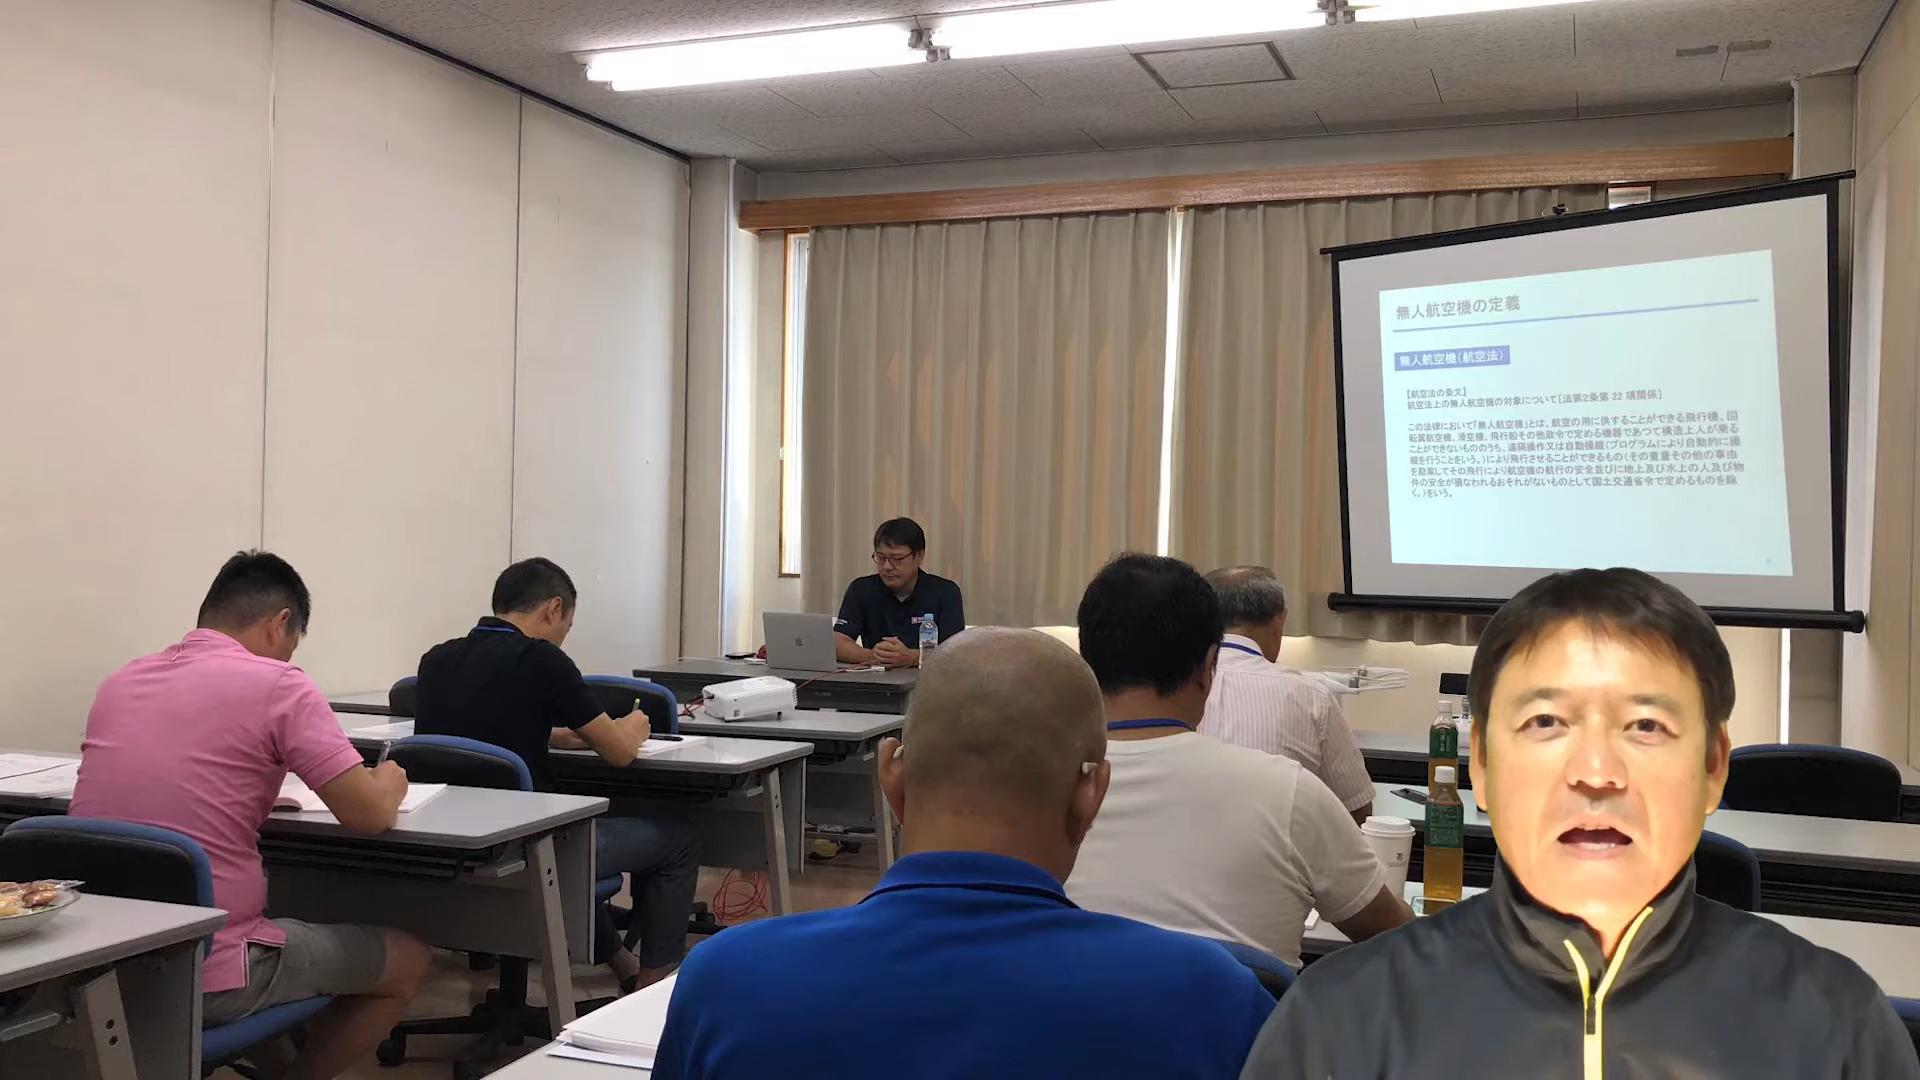 無人航空機の定義
無人航空機(航空法)
【航空法の条文】
航空法上の無人航空機の対象について[法第2条第 22 項関係]
この法律において「無人航空機」とは、航空の用に供することができる飛行機、回
転翼航空機、滑空機、飛行船その他政令で定める機器であつて構造上人が乗る
ことができないもののうち、遠隔操作又は自動操縦(プログラムにより自動的に操
縦を行うことをいう。)により飛行させることができるもの(その重量その他の事由
を勘案してその飛行により航空機の航行の安全並びに地上及び水上の人及び物
件の安全が損なわれるおそれがないものとして国土交通省令で定めるものを除
く。)をいう。